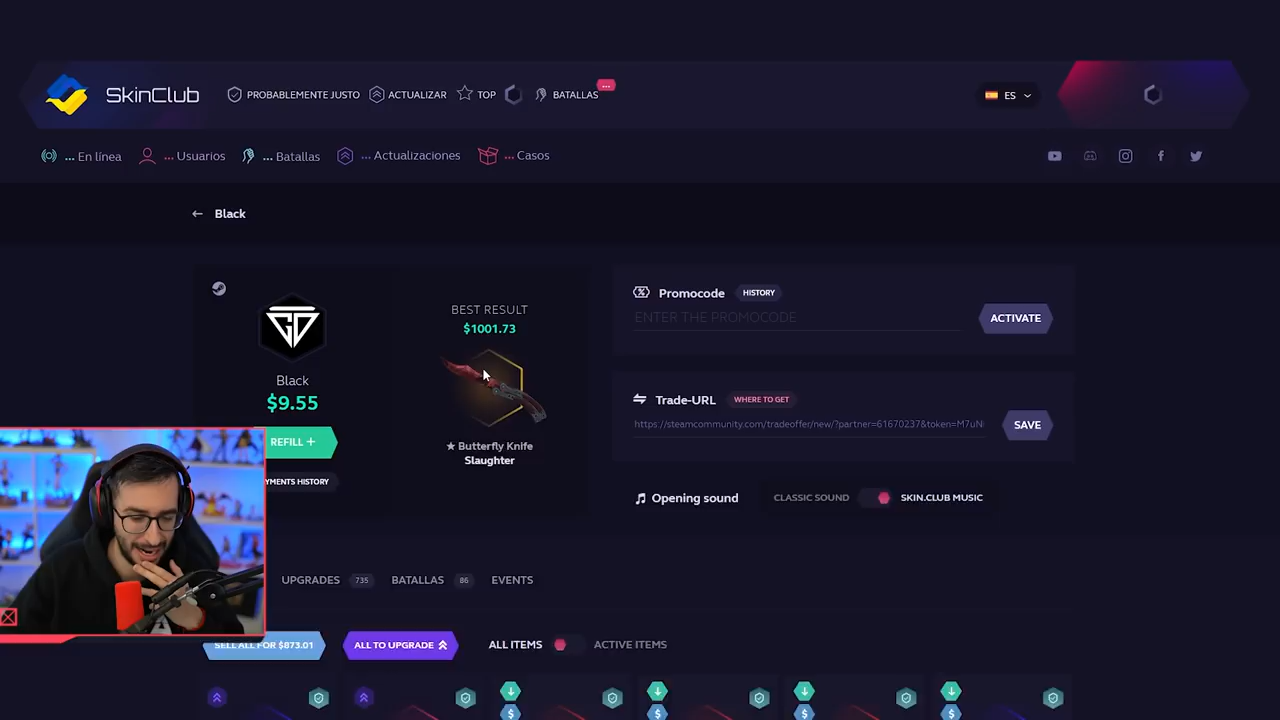 SKINCLUB
PROBABLEMENTE JUSTO ACTUALIZAR TOP BATALLAS ...
ES
... En línea ... Usuarios ... Batallas ... Actualizaciones ... Casos
← Black
BEST RESULT
$1001.73
★ Butterfly Knife
Slaughter
Black
$9.55
REFILL +
YMENTS HISTORY
Promocode HISTORY
ENTER THE PROMOCODE
ACTIVATE
Trade-URL WHERE TO GET
https://steamcommunity.com/tradeoffer/new/?partner=61670237&token=M7uNl
SAVE
Opening sound CLASSIC SOUND SKIN.CLUB MUSIC
UPGRADES 735 BATALLAS 86 EVENTS
SELL ALL FOR $873.01 ALL TO UPGRADE ALL ITEMS ACTIVE ITEMS
$ $ $ $